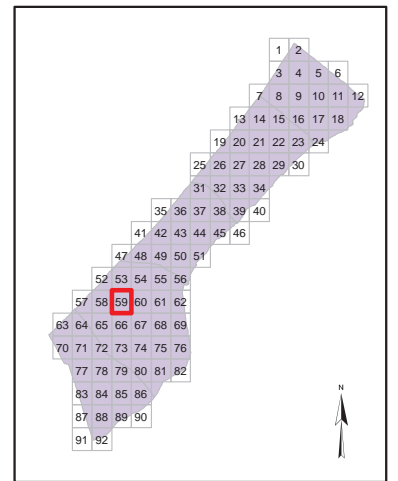 1 2
3 4 5 6
7 8 9 10 11 12
13 14 15 16 17 18
19 20 21 22 23 24
25 26 27 28 29 30
31 32 33 34
35 36 37 38 39 40
41 42 43 44 45 46
47 48 49 50 51
52 53 54 55 56
57 58 59 60 61 62
63 64 65 66 67 68 69
70 71 72 73 74 75 76
77 78 79 80 81 82
83 84 85 86
N
87 88 89 90
91 92